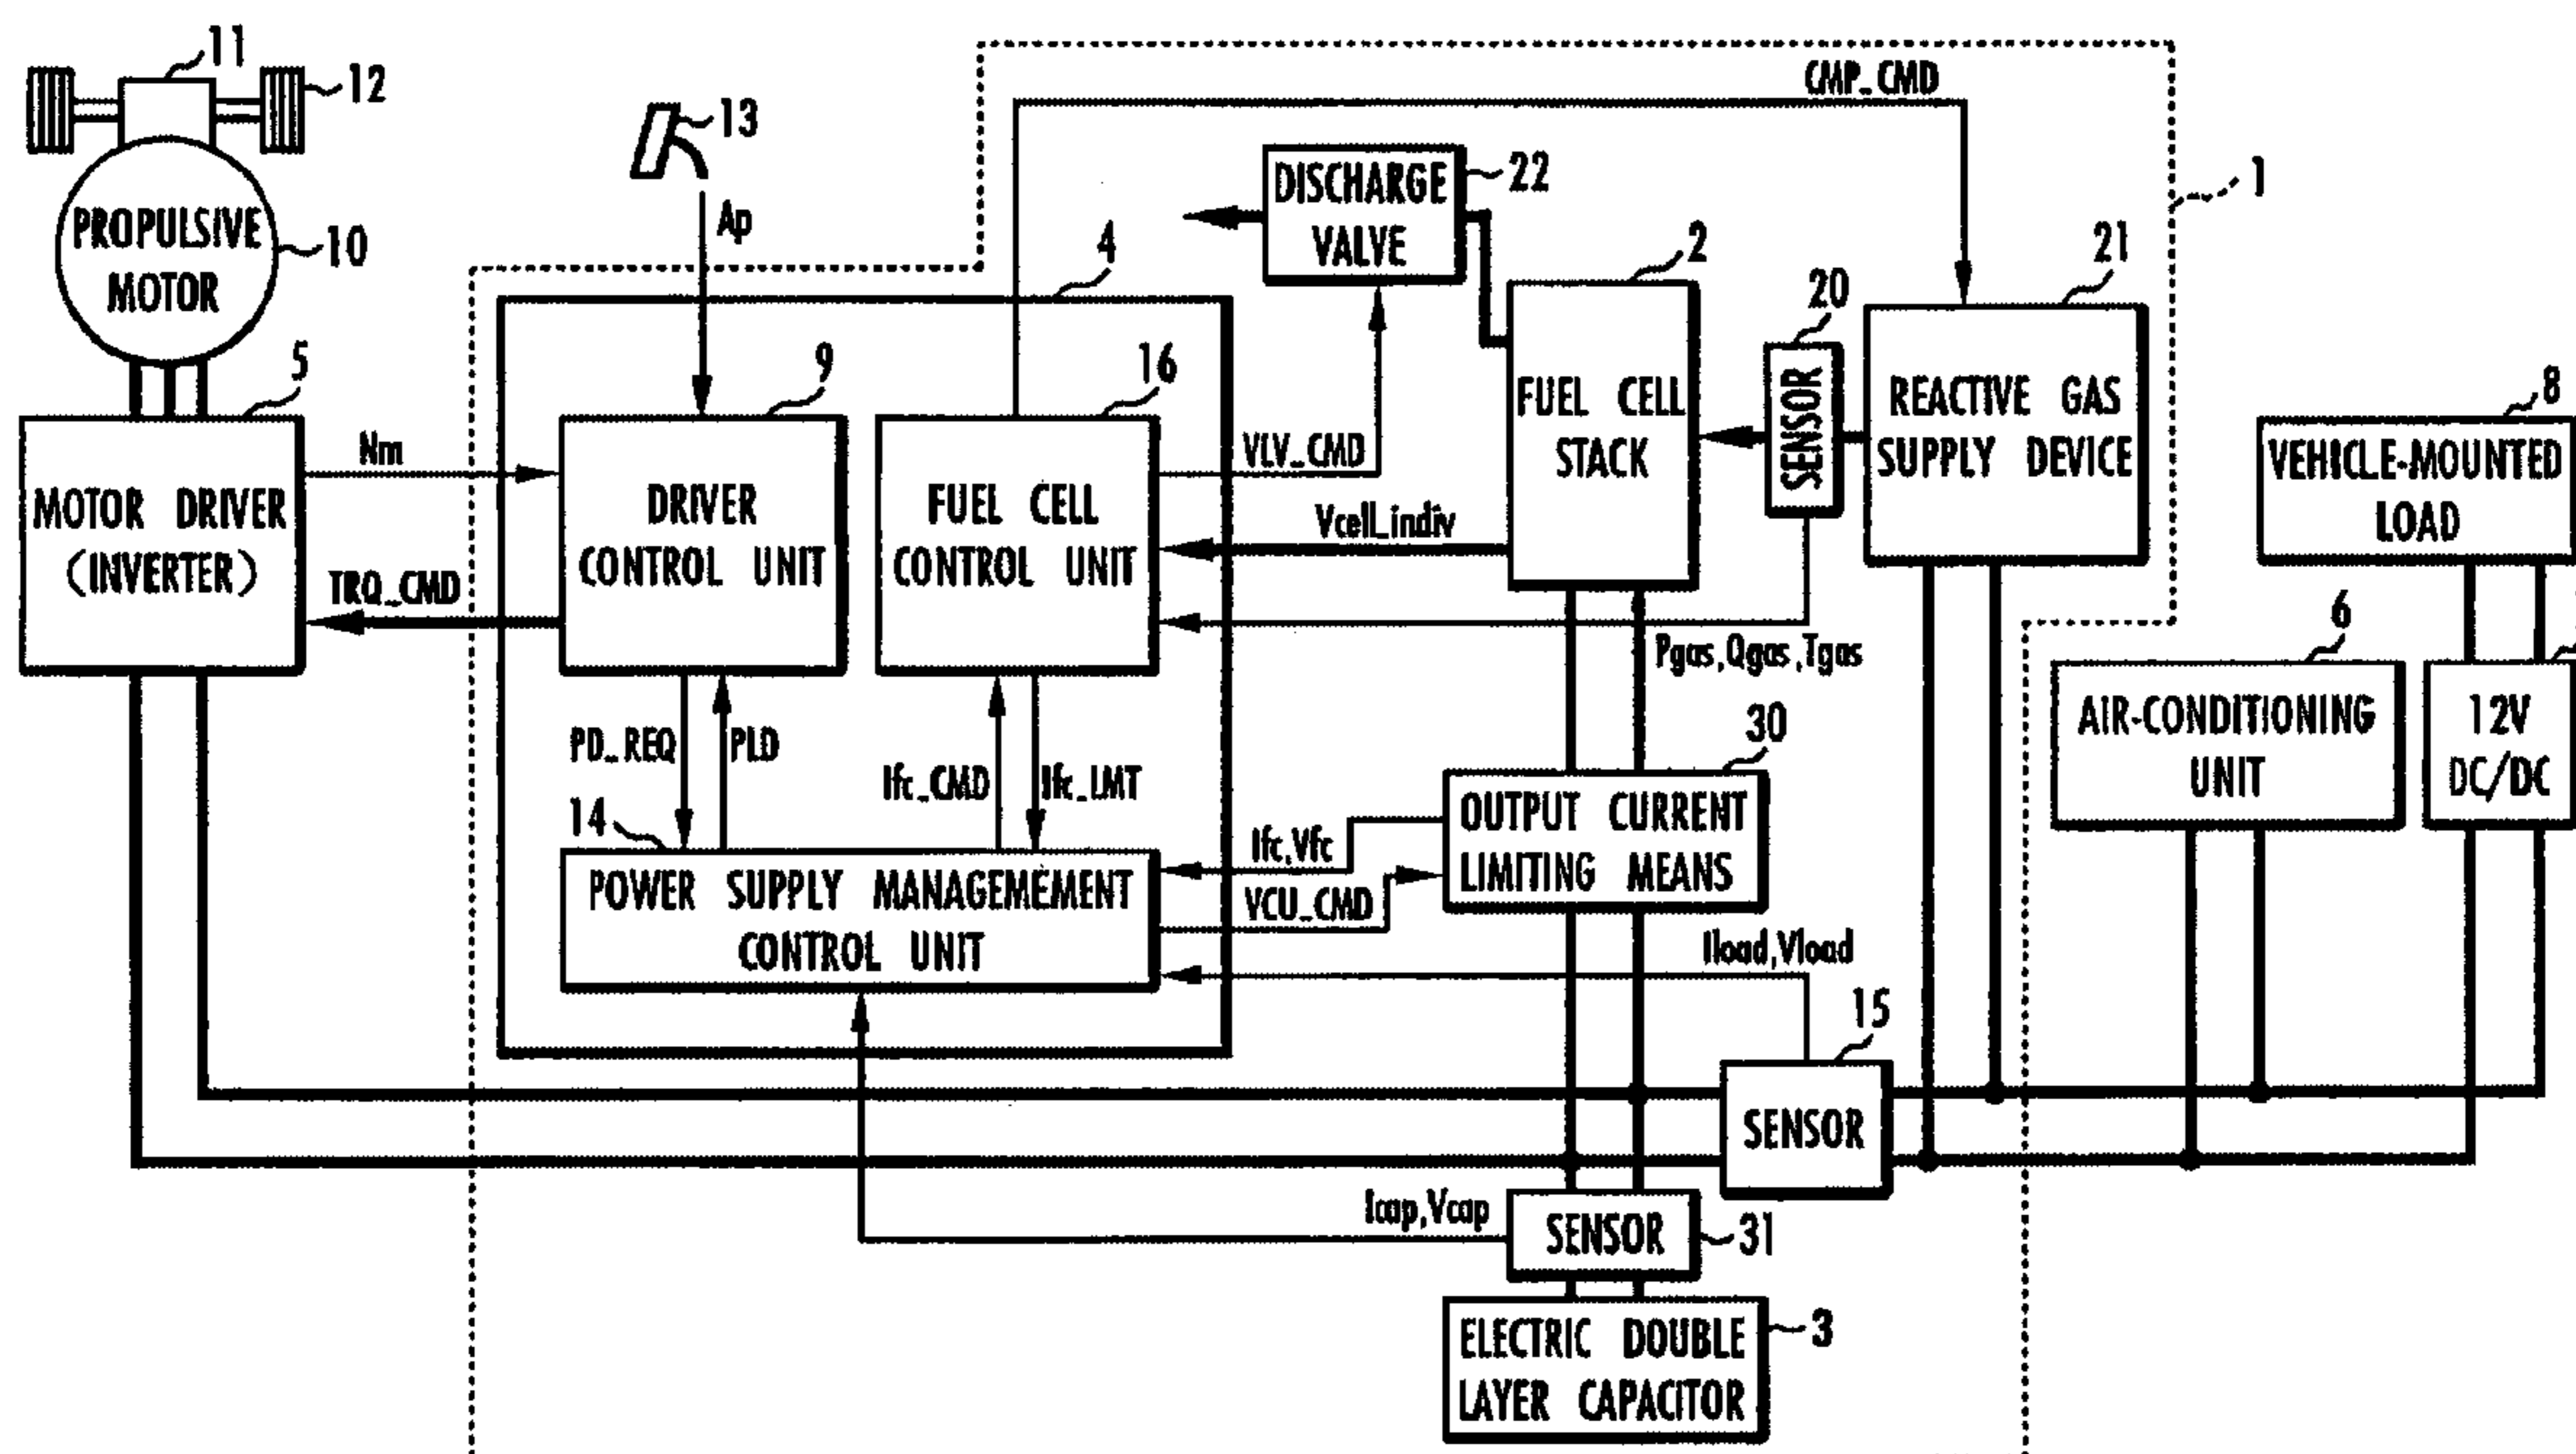 11
12
13
CMP_CMD
1
PROPULSIVE
MOTOR
10
Ap
4
DISCHARGE
VALVE
22
2
20
21
5
9
16
8
Nm
MOTOR DRIVER
(INVERTER)
TRQ_CMD
DRIVER
CONTROL UNIT
FUEL CELL
CONTROL UNIT
VLV_CMD
Vcell_indiv
FUEL CELL
STACK
SENSOR
REACTIVE GAS
SUPPLY DEVICE
VEHICLE-MOUNTED
LOAD
Pgas,Qgas,Tgas
6
PD_REQ
PLD
Ifc_CMD
Ifc_LMT
30
AIR-CONDITIONING
UNIT
12V
DC/DC
14
POWER SUPPLY MANAGEMEMENT
CONTROL UNIT
Ifc,Vfc
VCU_CMD
OUTPUT CURRENT
LIMITING MEANS
Iload,Vload
15
SENSOR
Icap,Vcap
SENSOR
31
ELECTRIC DOUBLE
LAYER CAPACITOR
3